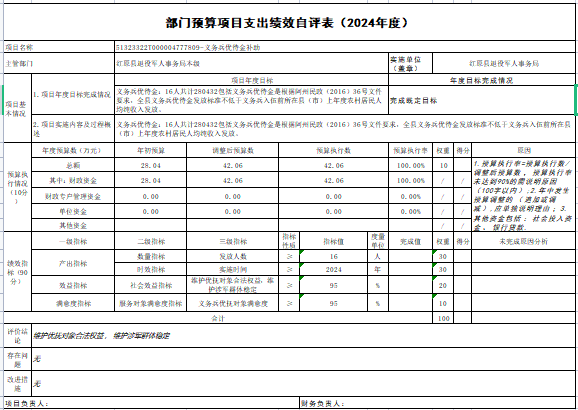 部门预算项目支出绩效自评表（2024年度）
项目名称 51323322T000004777809-义务兵优待金补助
主管部门 红原县退役军人事务局本级 实施单位（盖章） 红原县退役军人事务局
项目基本情况
项目年度目标 年度目标完成情况
1. 项目年度目标完成情况
义务兵优待金：16人共计280432包括义务兵优待金是根据阿州民政（2016）36号文件要求，全县义务兵优待金发放标准不低于义务兵入伍前所在县（市）上年度农村居民人均纯收入发放。
完成既定目标
2. 项目实施内容及过程概述
义务兵优待金：16人共计280432包括义务兵优待金是根据阿州民政（2016）36号文件要求，全县义务兵优待金发放标准不低于义务兵入伍前所在县（市）上年度农村居民人均纯收入发放。
预算执行情况（10分）
年度预算数（万元） 年初预算 调整后预算数 预算执行数 预算执行率 权重 得分 原因
总额 28.04 42.06 42.06 100.00% 10
其中：财政资金 28.04 42.06 42.06 100.00% / /
财政专户管理资金 0.00 0.00 0.00 0.00% / /
单位资金 0.00 0.00 0.00 0.00% / /
其他资金 / /
1.预算执行率=预算执行数/调整后预算数，预算执行率未达到90%的需说明原因（100字以内）；2.年中发生预算调整的（更如或调减），应单独说明理由；3.其他资金包括：社会投入资金、银行贷款。
绩效指标（90分）
一级指标 二级指标 三级指标 指标性质 指标值 度量单位 完成值 权重 得分 未完成原因分析
产出指标 数量指标 发放人数 ≥ 16 人 30
时效指标 实施时间 ＝ 2024 年 30
效益指标 社会效益指标 维护优抚对象合法权益，维护涉军群体稳定 ≥ 95 % 20
满意度指标 服务对象满意度指标 义务兵优抚对象满意度 ≥ 95 % 10
合计 100
评价结论 维护优抚对象合法权益，维护涉军群体稳定
存在问题 无
改进措施 无
项目负责人： 财务负责人：